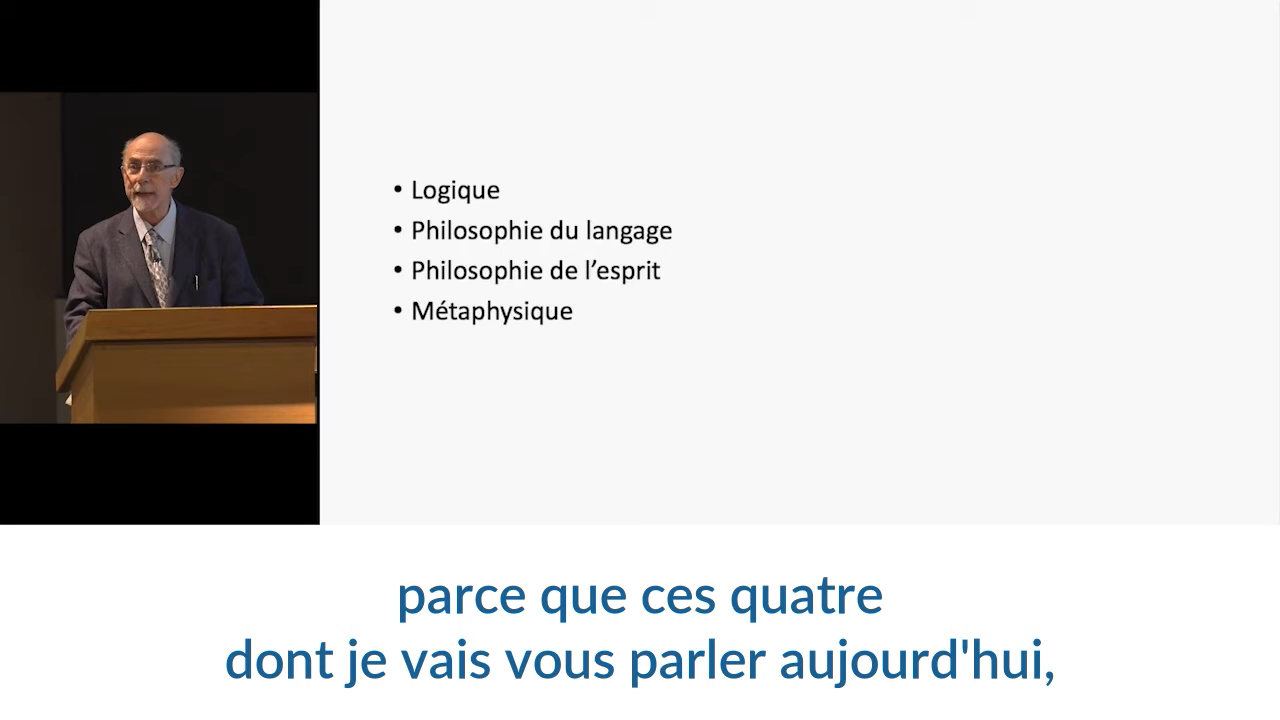 • Logique
• Philosophie du langage
• Philosophie de l’esprit
• Métaphysique
parce que ces quatre
dont je vais vous parler aujourd'hui,